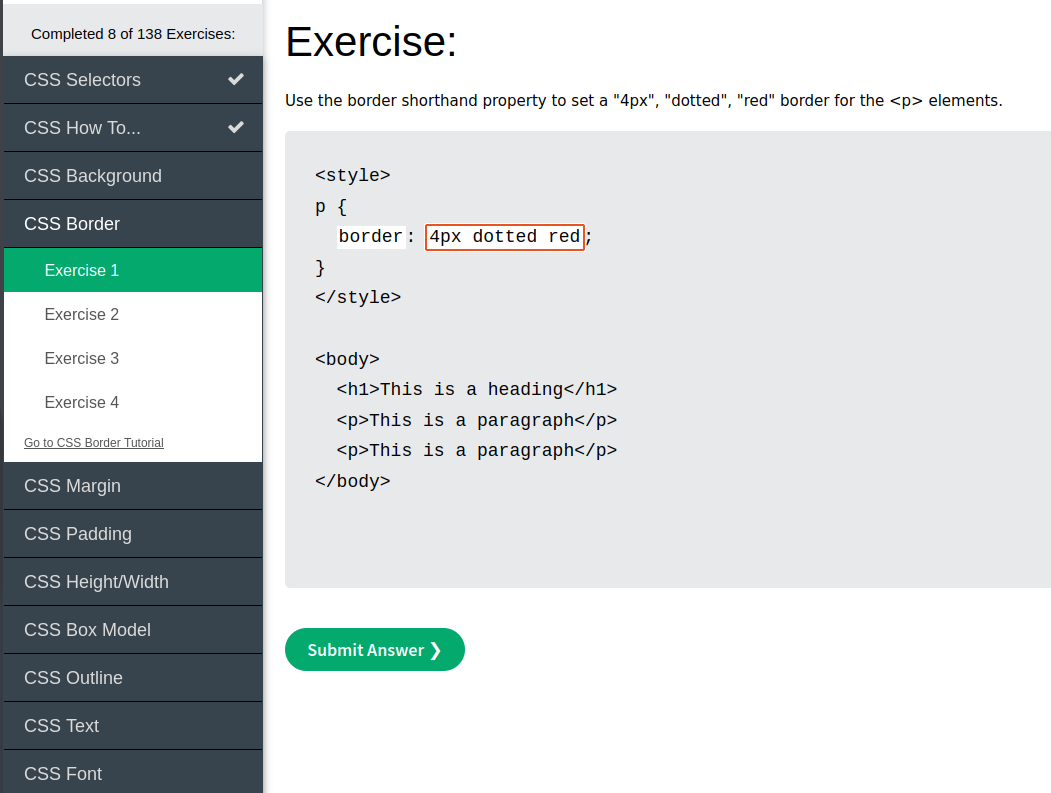 Completed 8 of 138 Exercises:
CSS Selectors
CSS How To...
CSS Background
CSS Border
Exercise 1
Exercise 2
Exercise 3
Exercise 4
Go to CSS Border Tutorial
CSS Margin
CSS Padding
CSS Height/Width
CSS Box Model
CSS Outline
CSS Text
CSS Font
Exercise:
Use the border shorthand property to set a "4px", "dotted", "red" border for the <p> elements.
<style>
p {
  border: 4px dotted red;
}
</style>

<body>
  <h1>This is a heading</h1>
  <p>This is a paragraph</p>
  <p>This is a paragraph</p>
</body>
Submit Answer ❯